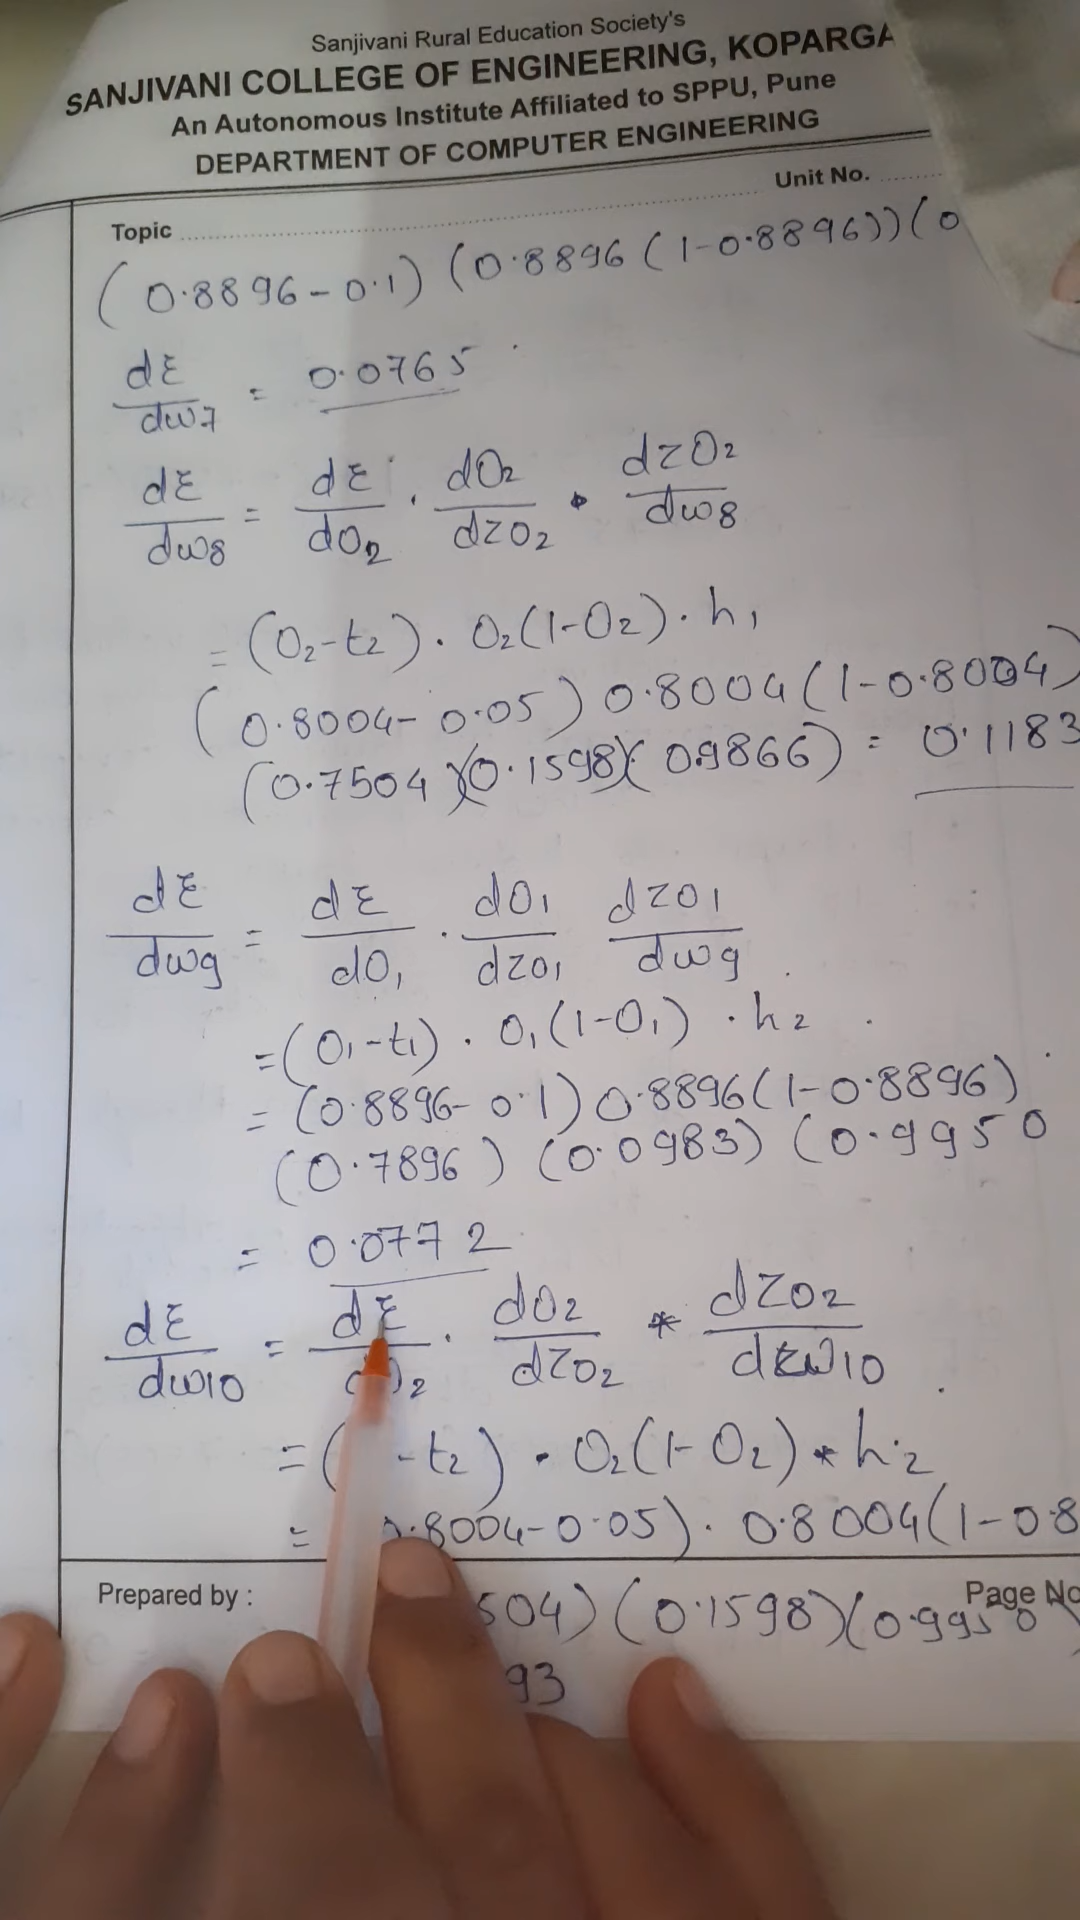 Sanjivani Rural Education Society's
SANJIVANI COLLEGE OF ENGINEERING, KOPARGA
An Autonomous Institute Affiliated to SPPU, Pune
DEPARTMENT OF COMPUTER ENGINEERING
Unit No.
Topic
(0.8896-0.1) (0.8896(1-0.8896))(0
dE/dw7 = 0.0765
dE/dw8 = dE/dO2 . dO2/dzO2 • dzO2/dw8
= (O2-t2) . O2(1-O2) . h1
(0.8004-0.05) 0.8004(1-0.8004)
(0.7504)(0.1598)(0.9866) = 0.1183
dE/dw9 = dE/dO1 . dO1/dzO1 dzO1/dw9
= (O1-t1) . O1(1-O1) . h2
= (0.8896-0.1) 0.8896(1-0.8896)
(0.7896) (0.0983) (0.9950
= 0.0772
dE/dw10 = dE/dO2 . dO2/dzO2 * dzO2/dw10
= ( -t2) . O2(1-O2) * h2
= 0.8004-0.05) . 0.8004(1-0.8
Prepared by :
504) (0.1598)(0.9950)
Page No
93